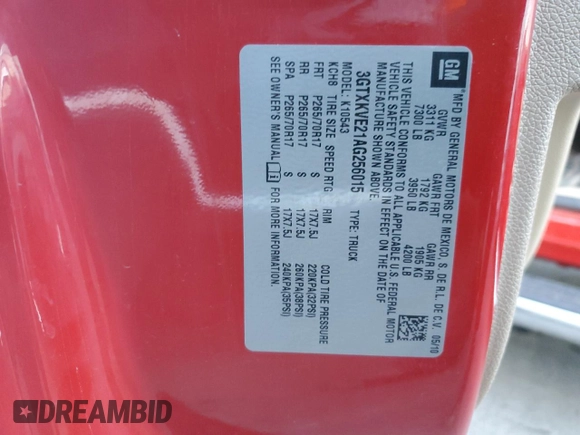 GM
MFD BY GENERAL MOTORS DE MEXICO, S. DE R.L. DE C.V. 05/10
GVWR GAWR FRT GAWR RR
3311 KG 1792 KG 1905 KG
7300 LB 3950 LB 4200 LB
THIS VEHICLE CONFORMS TO ALL APPLICABLE U.S. FEDERAL MOTOR
VEHICLE SAFETY STANDARDS IN EFFECT ON THE DATE OF
MANUFACTURE SHOWN ABOVE.
3GTXKVE21AG256015 TYPE: TRUCK
MODEL: K10543
KCHB TIRE SIZE SPEED RTG RIM COLD TIRE PRESSURE
FRT P265/70R17 S 17X7.5J 220KPA(32PSI)
RR P265/70R17 S 17X7.5J 260KPA(38PSI)
SPA P265/70R17 S 17X7.5J 240KPA(35PSI)
SEE OWNER'S MANUAL FOR MORE INFORMATION.
DREAMBID